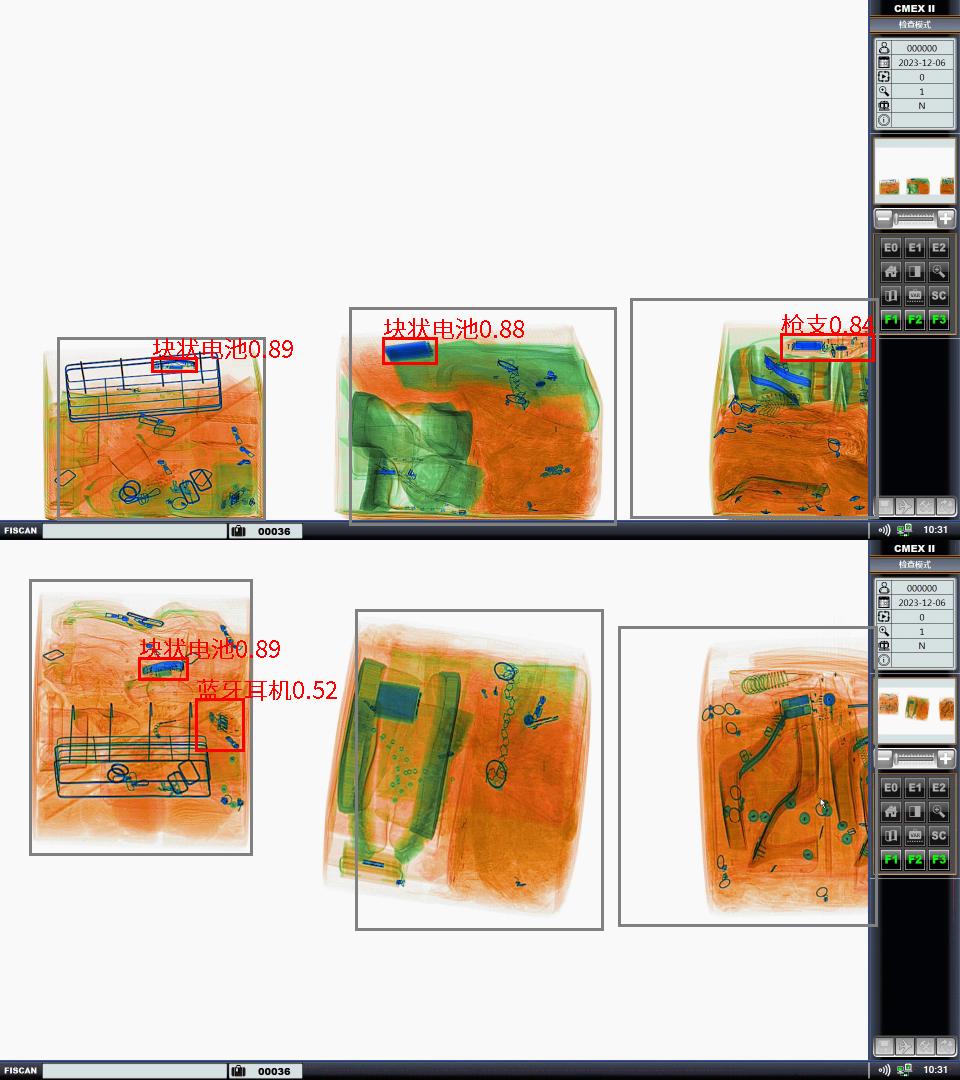 CMEX II
检查模式
000000
2023-12-06
0
1
N
E0 E1 E2
VAR SC
F1 F2 F3
枪支0.84
块状电池0.88
块状电池0.89
FISCAN 00036 10:31
CMEX II
检查模式
000000
2023-12-06
0
1
N
块状电池0.89
蓝牙耳机0.52
E0 E1 E2
VAR SC
F1 F2 F3
FISCAN 00036 10:31